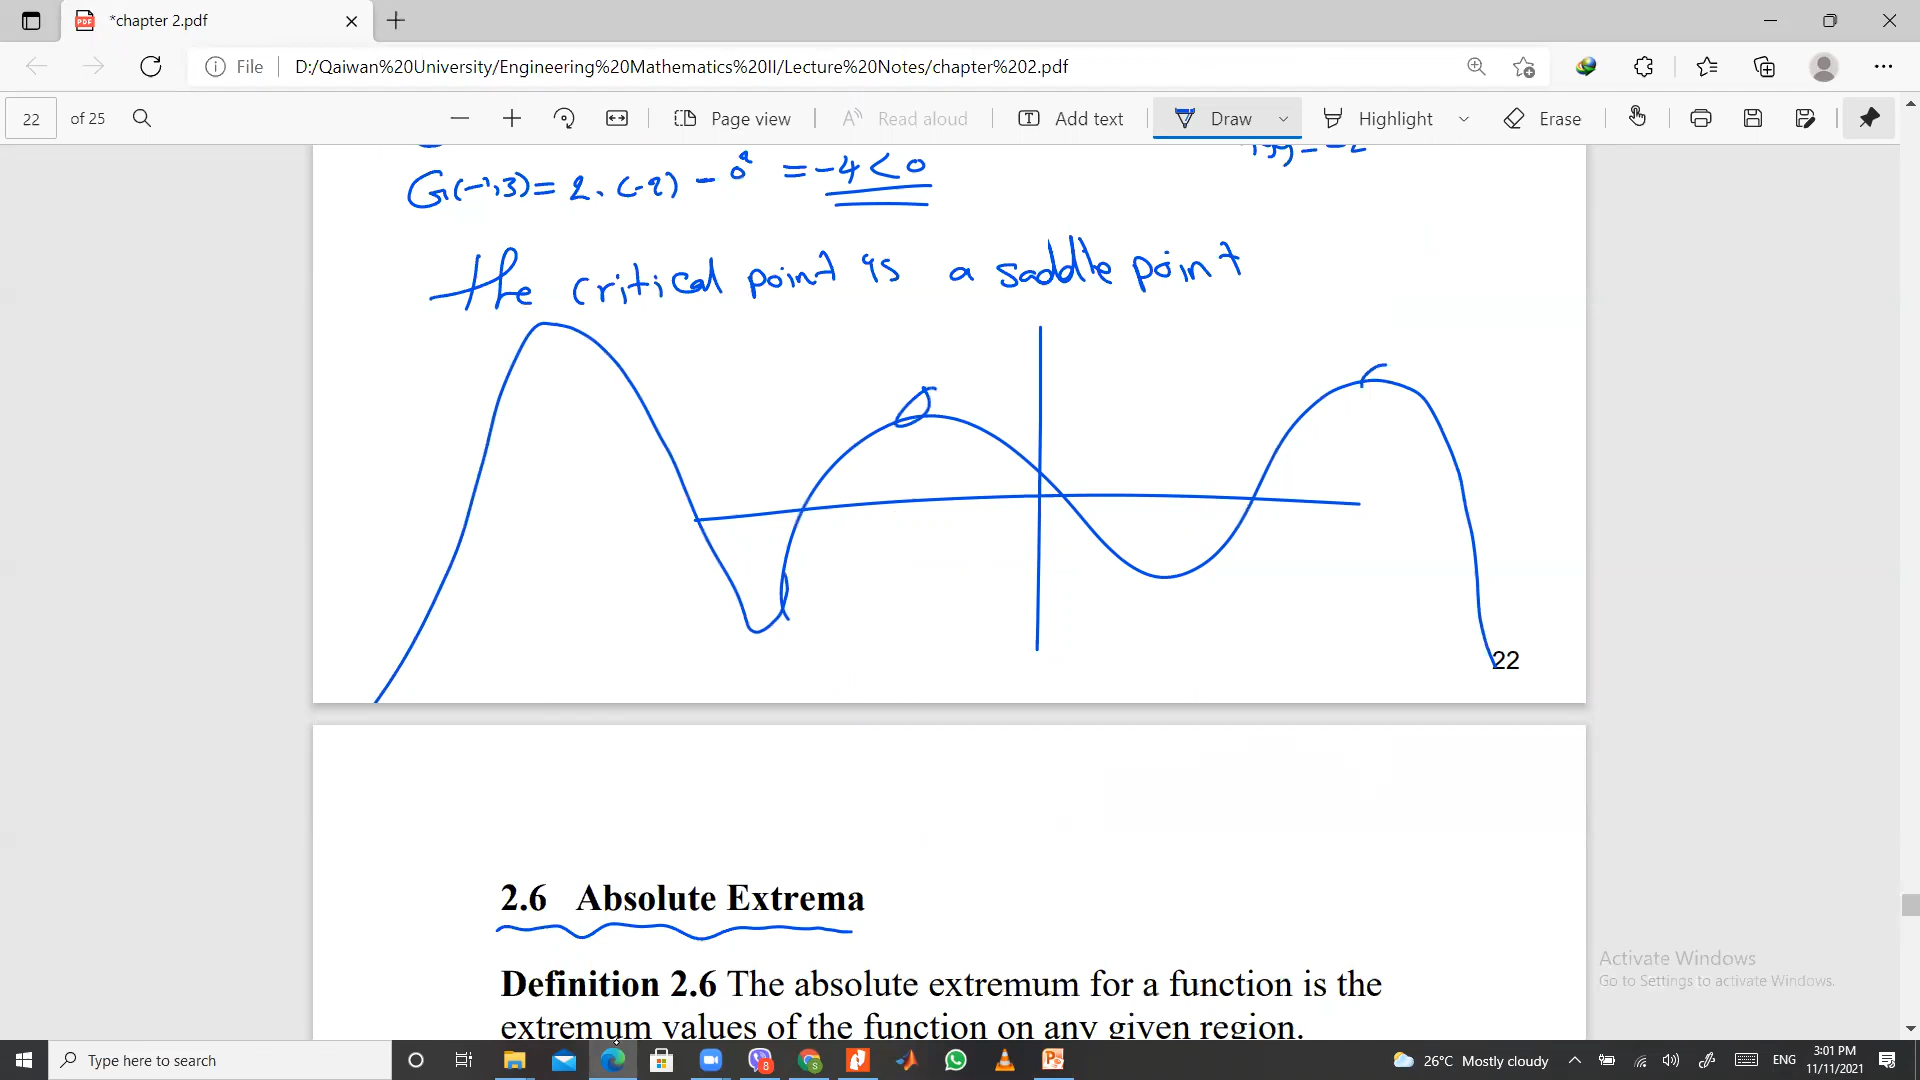 *chapter 2.pdf
File D:/Qaiwan%20University/Engineering%20Mathematics%20II/Lecture%20Notes/chapter%202.pdf
22 of 25 Page view Read aloud Add text Draw Highlight Erase
G(-1,3) = 2 . (-2) - 0² = -4 < 0
the critical point is a saddle point
22
2.6 Absolute Extrema
Definition 2.6 The absolute extremum for a function is the
extremum values of the function on any given region.
Activate Windows
Go to Settings to activate Windows.
Type here to search 8 26°C Mostly cloudy ENG 3:01 PM
11/11/2021